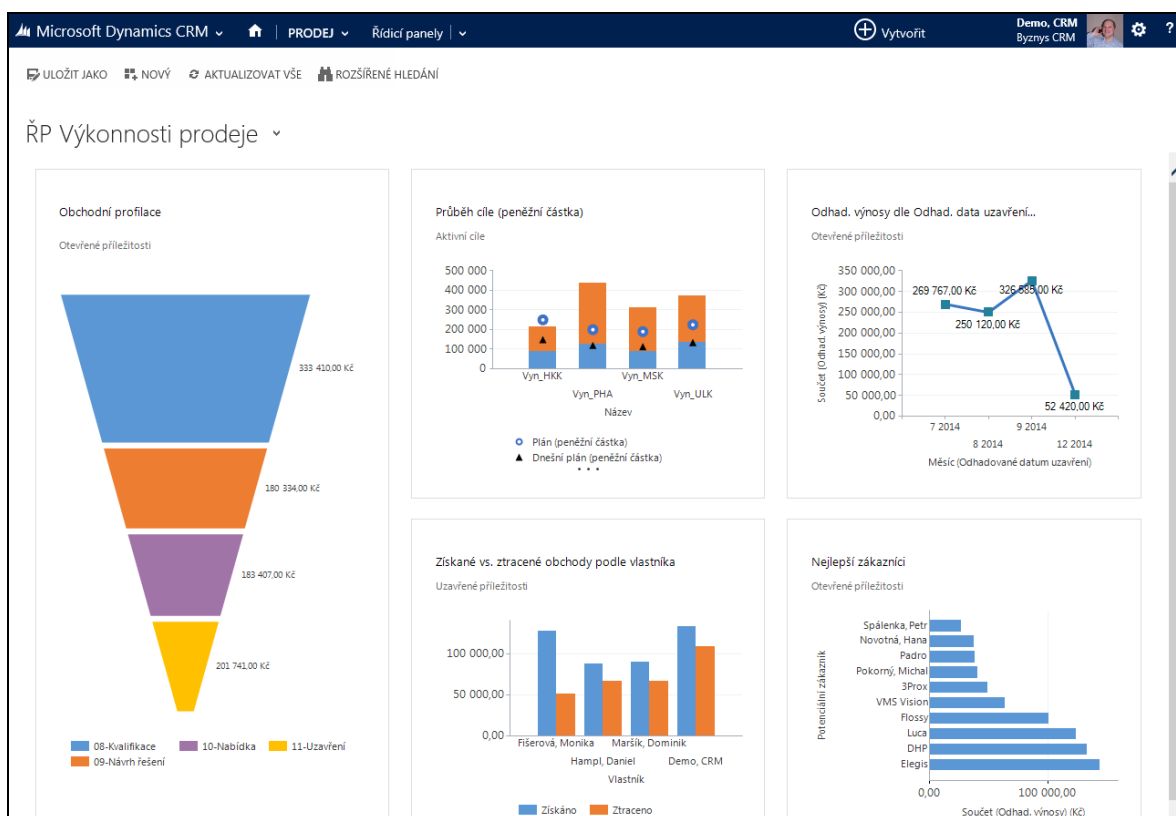 Microsoft Dynamics CRM
PRODEJ
Řídicí panely
Vytvořit
Demo, CRM
Byznys CRM
?
ULOŽIT JAKO
NOVÝ
AKTUALIZOVAT VŠE
ROZŠÍŘENÉ HLEDÁNÍ
ŘP Výkonnosti prodeje
Obchodní profilace
Otevřené příležitosti
333 410,00 Kč
180 334,00 Kč
183 407,00 Kč
201 741,00 Kč
08-Kvalifikace
10-Nabídka
11-Uzavření
09-Návrh řešení
Průběh cíle (peněžní částka)
Aktivní cíle
500 000
400 000
300 000
200 000
100 000
0
Vyn_HKK
Vyn_MSK
Vyn_PHA
Vyn_ULK
Název
Plán (peněžní částka)
Dnešní plán (peněžní částka)
• • •
Odhad. výnosy dle Odhad. data uzavření...
Otevřené příležitosti
Součet (Odhad. výnosy) (Kč)
350 000,00
300 000,00
250 000,00
200 000,00
150 000,00
100 000,00
50 000,00
0,00
269 767,00 Kč
250 120,00 Kč
326 585,00 Kč
52 420,00 Kč
7 2014
9 2014
8 2014
12 2014
Měsíc (Odhadované datum uzavření)
Získané vs. ztracené obchody podle vlastníka
Uzavřené příležitosti
100 000,00
50 000,00
0,00
Fišerová, Monika
Maršík, Dominik
Hampl, Daniel
Demo, CRM
Vlastník
Získáno
Ztraceno
Nejlepší zákazníci
Otevřené příležitosti
Potenciální zákazník
Spálenka, Petr
Novotná, Hana
Padro
Pokorný, Michal
3Prox
VMS Vision
Flossy
Luca
DHP
Elegis
0,00
100 000,00
Součet (Odhad. výnosy) (Kč)